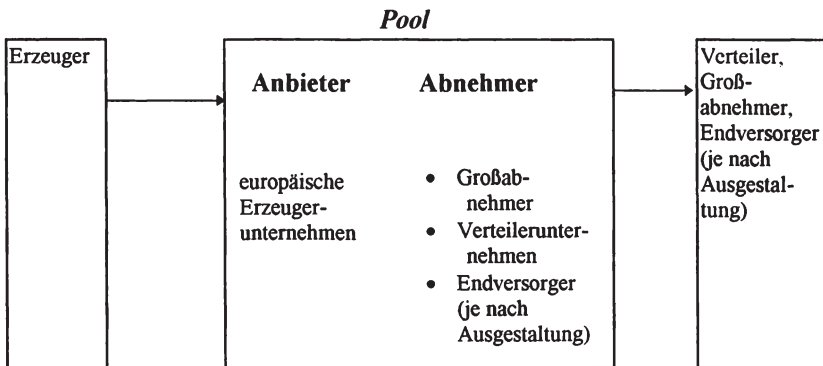 Pool
Erzeuger
Anbieter
Abnehmer
europäische
Erzeuger-
unternehmen
• Großab-
nehmer
• Verteilerunter-
nehmen
• Endversorger
(je nach
Ausgestaltung)
Verteiler,
Groß-
abnehmer,
Endversorger
(je nach
Ausgestal-
tung)